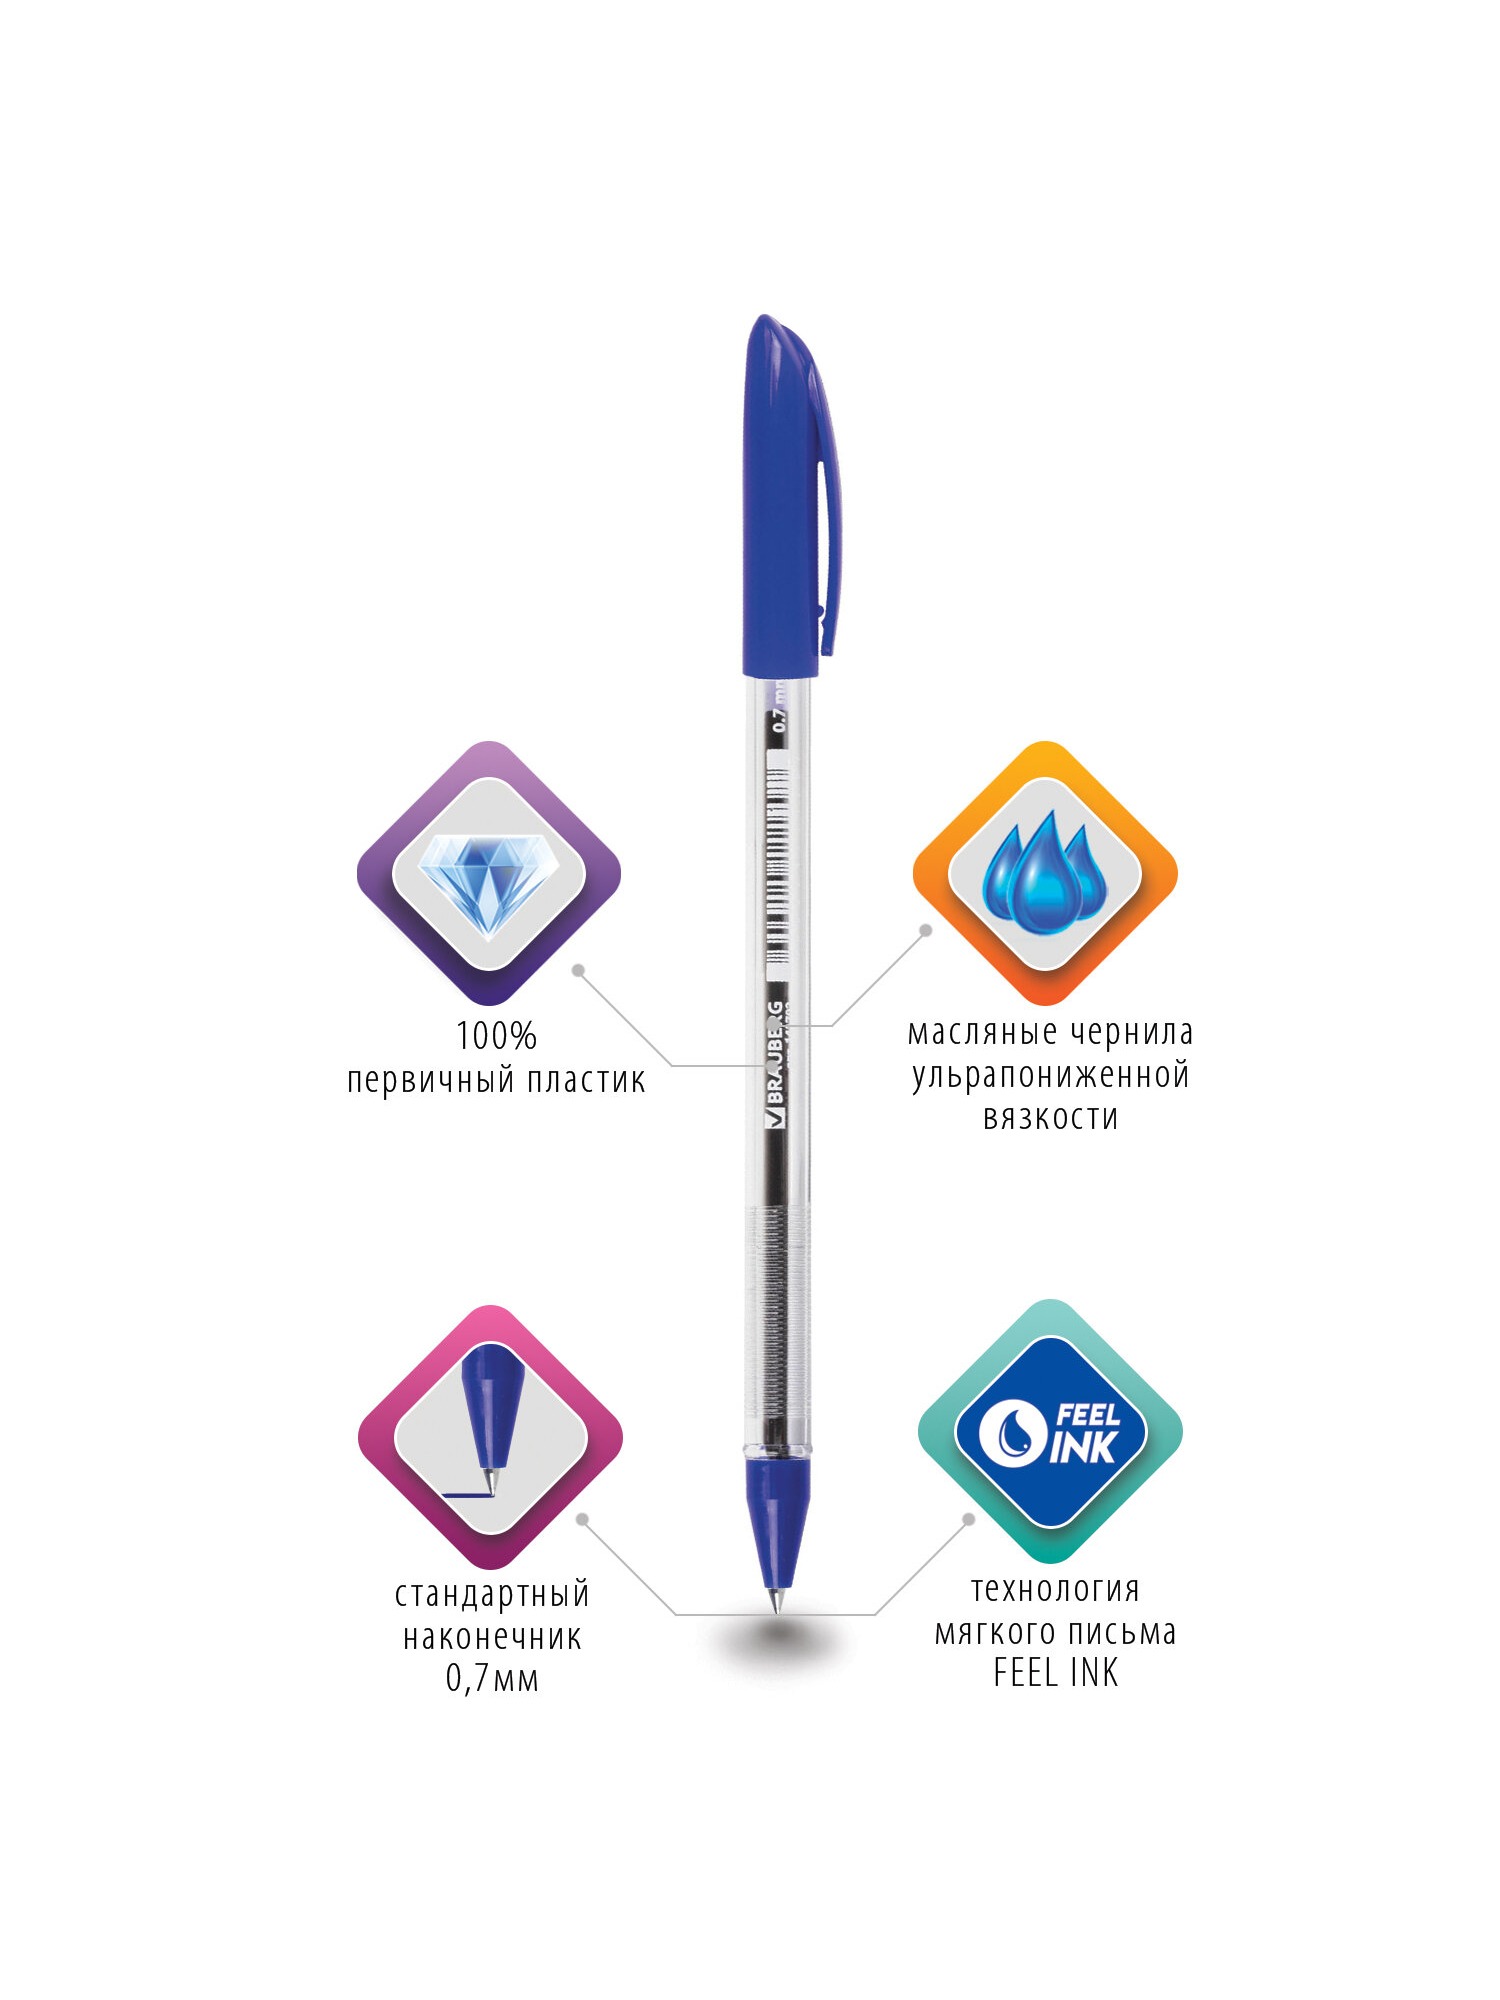 0.7 mm
BRAUBERG
100%
первичный пластик
масляные чернила
ульрапониженной
вязкости
FEEL
INK
стандартный
наконечник
0,7мм
технология
мягкого письма
FEEL INK